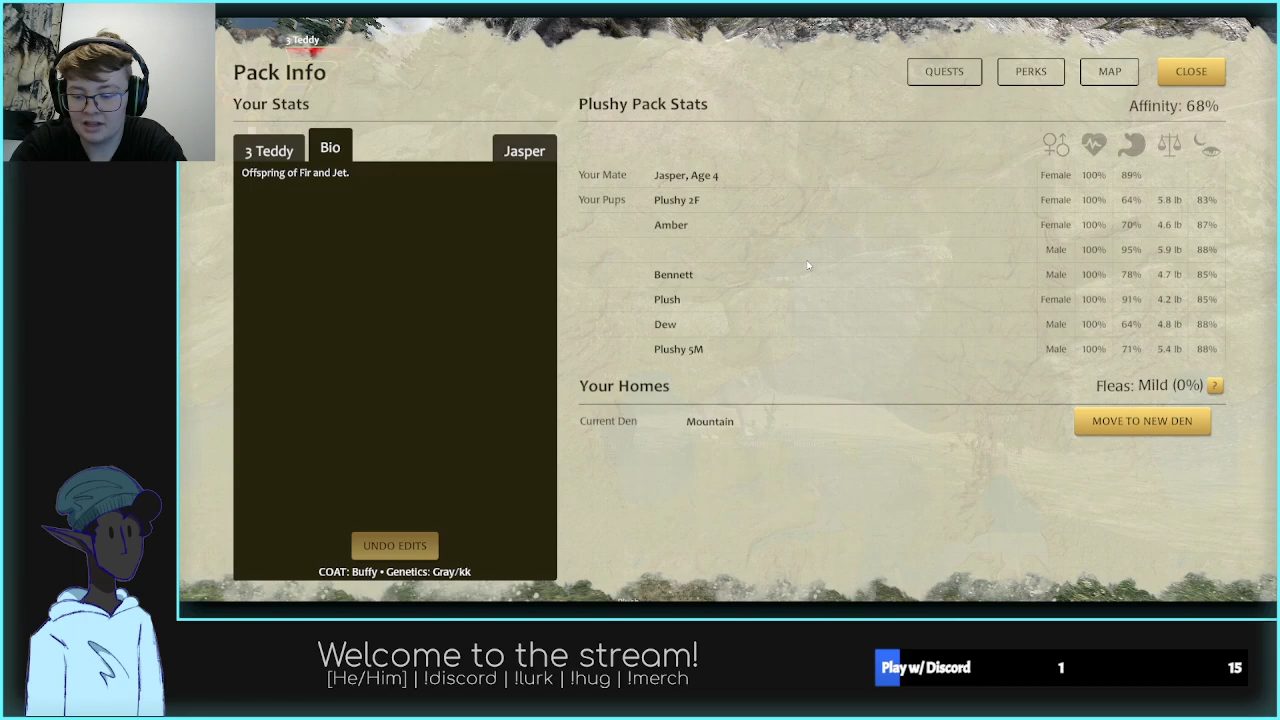 3 Teddy
Pack Info
QUESTS PERKS MAP CLOSE
Your Stats
Plushy Pack Stats
Affinity: 68%
3 Teddy Bio Jasper
Offspring of Fir and Jet.
Your Mate Jasper, Age 4 Female 100% 89%
Your Pups Plushy 2F Female 100% 64% 5.8 lb 83%
Amber Female 100% 70% 4.6 lb 87%
Male 100% 95% 5.9 lb 88%
Bennett Male 100% 78% 4.7 lb 85%
Plush Female 100% 91% 4.2 lb 85%
Dew Male 100% 64% 4.8 lb 88%
Plushy 5M Male 100% 71% 5.4 lb 88%
Your Homes Fleas: Mild (0%) ?
Current Den Mountain MOVE TO NEW DEN
UNDO EDITS
COAT: Buffy • Genetics: Gray/kk
Welcome to the stream!
[He/Him] | !discord | !lurk | !hug | !merch
Play w/ Discord 1 15